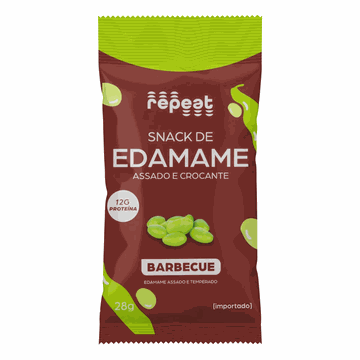 repeat
SNACK DE
EDAMAME
ASSADO E CROCANTE
12G
PROTEÍNA
BARBECUE
EDAMAME ASSADO E TEMPERADO
28g
[importado]